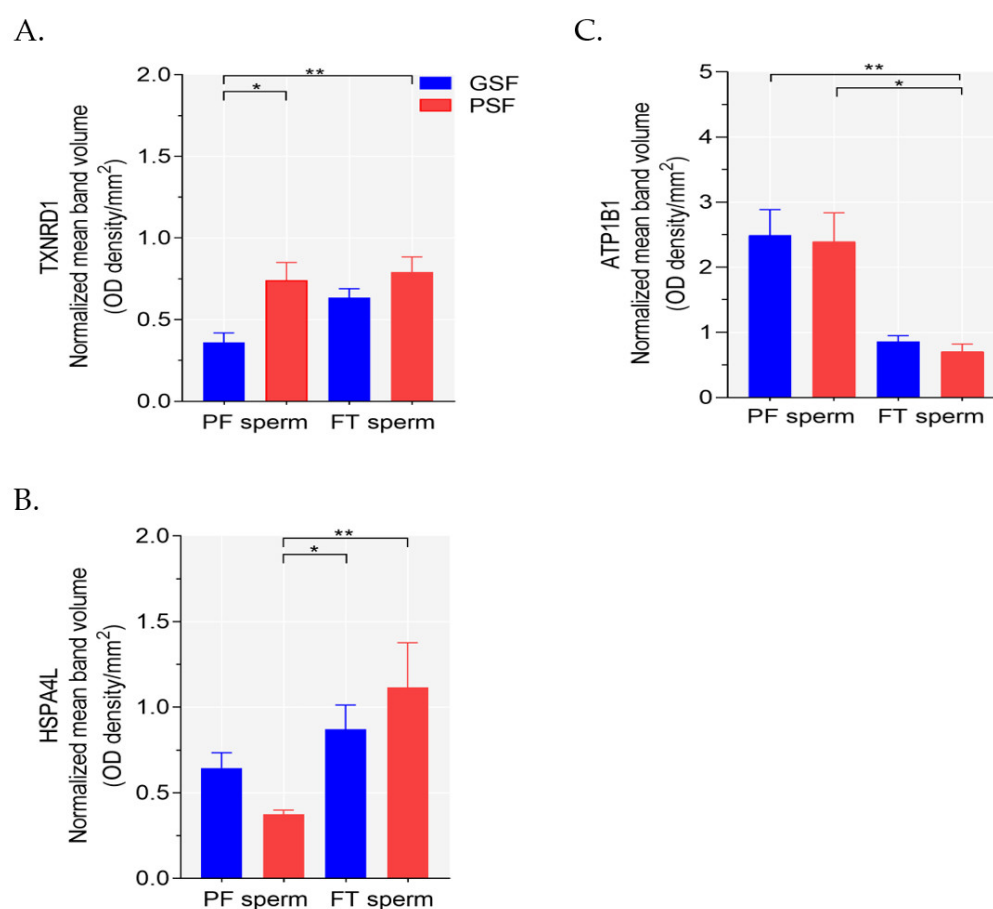 A.
TXNRD1
Normalized mean band volume
(OD density/mm²)
2.0
1.5
1.0
0.5
0.0
*
**
GSF
PSF
PF sperm FT sperm
C.
ATP1B1
Normalized mean band volume
(OD density/mm²)
5
4
3
2
1
0
**
*
PF sperm FT sperm
B.
HSPA4L
Normalized mean band volume
(OD density/mm²)
2.0
1.5
1.0
0.5
0.0
**
*
PF sperm FT sperm